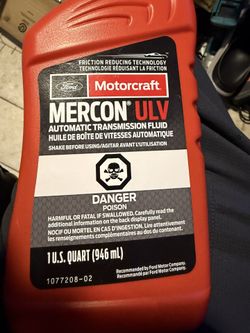 FRICTION REDUCING TECHNOLOGY
TECHNOLOGIE RÉDUISANT LA FRICTION
Ford
Motorcraft
MERCON® ULV
AUTOMATIC TRANSMISSION FLUID
HUILE DE BOÎTE DE VITESSES AUTOMATIQUE
SHAKE BEFORE USING/AGITAR AVANT L'UTILISATION
DANGER
POISON
HARMFUL OR FATAL IF SWALLOWED. Carefully read the
additional information on the back display panel.
NOCIF OU MORTEL EN CAS D'INGESTION. Lire attentivement
les renseignements complémentaires au dos.
1 U.S. QUART (946 mL)
Recommended by Ford Motor Company.
Recommandé par Ford Motor Company.
1077208-02